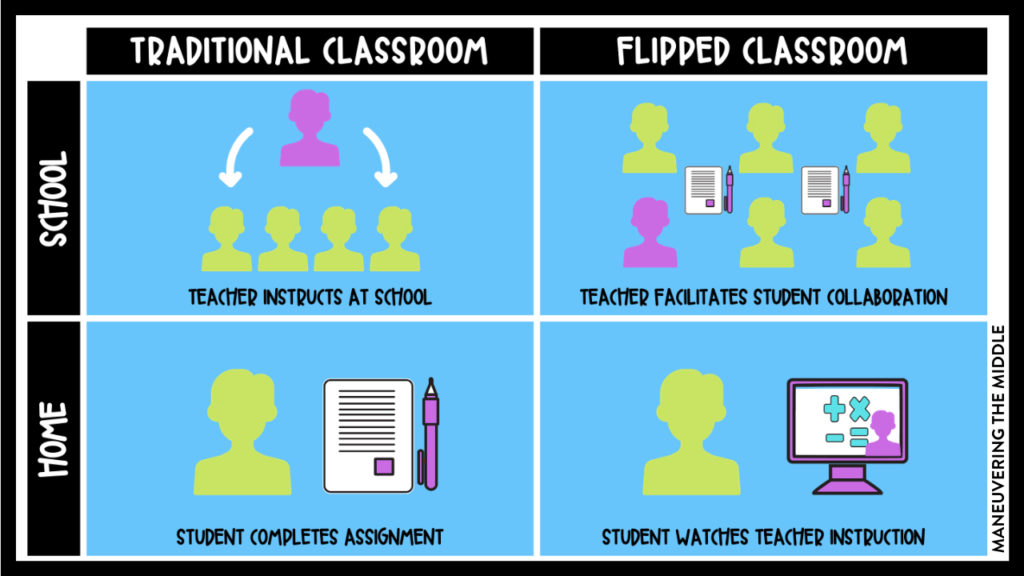 TRADITIONAL CLASSROOM
FLIPPED CLASSROOM
SCHOOL
TEACHER INSTRUCTS AT SCHOOL
TEACHER FACILITATES STUDENT COLLABORATION
HOME
STUDENT COMPLETES ASSIGNMENT
STUDENT WATCHES TEACHER INSTRUCTION
MANEUVERING THE MIDDLE